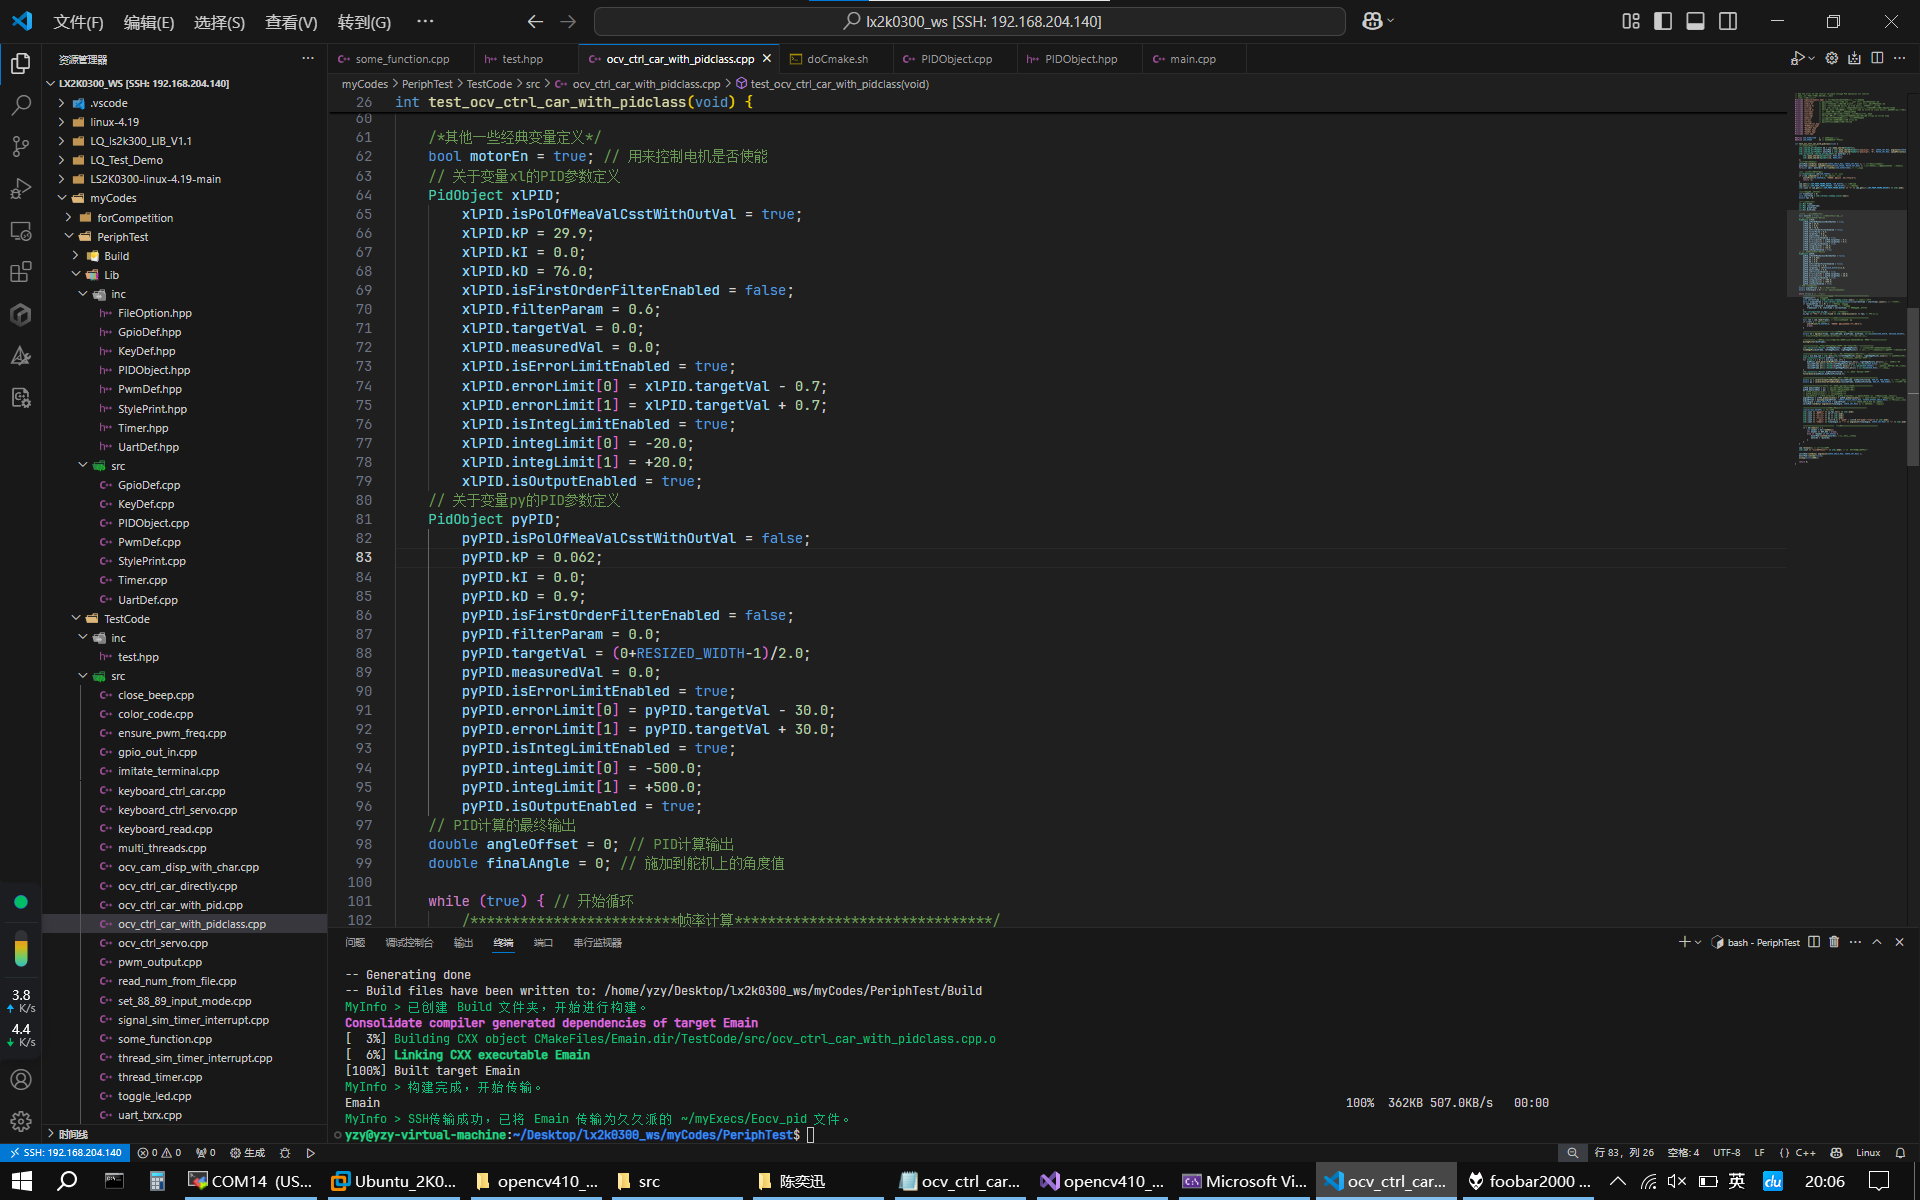 文件(F) 编辑(E) 选择(S) 查看(V) 转到(G) ···
lx2k0300_ws [SSH: 192.168.204.140]
资源管理器
LX2K0300_WS [SSH: 192.168.204.140]
.vscode
linux-4.19
LQ_ls2k300_LIB_V1.1
LQ_Test_Demo
LS2K0300-linux-4.19-main
myCodes
forCompetition
PeriphTest
Build
Lib
inc
FileOption.hpp
GpioDef.hpp
KeyDef.hpp
PIDObject.hpp
PwmDef.hpp
StylePrint.hpp
Timer.hpp
UartDef.hpp
src
GpioDef.cpp
KeyDef.cpp
PIDObject.cpp
PwmDef.cpp
StylePrint.cpp
Timer.cpp
UartDef.cpp
TestCode
inc
test.hpp
src
close_beep.cpp
color_code.cpp
ensure_pwm_freq.cpp
gpio_out_in.cpp
imitate_terminal.cpp
keyboard_ctrl_car.cpp
keyboard_ctrl_servo.cpp
keyboard_read.cpp
multi_threads.cpp
ocv_cam_disp_with_char.cpp
ocv_ctrl_car_directly.cpp
ocv_ctrl_car_with_pid.cpp
ocv_ctrl_car_with_pidclass.cpp
ocv_ctrl_servo.cpp
pwm_output.cpp
read_num_from_file.cpp
set_88_89_input_mode.cpp
signal_sim_timer_interrupt.cpp
some_function.cpp
thread_sim_timer_interrupt.cpp
thread_timer.cpp
toggle_led.cpp
uart_txrx.cpp
时间线
3.8
K/s
4.4
K/s
some_function.cpp test.hpp ocv_ctrl_car_with_pidclass.cpp doCmake.sh PIDObject.cpp PIDObject.hpp main.cpp
myCodes > PeriphTest > TestCode > src > ocv_ctrl_car_with_pidclass.cpp > test_ocv_ctrl_car_with_pidclass(void)
26 int test_ocv_ctrl_car_with_pidclass(void) {
60
61 /*其他一些经典变量定义*/
62 bool motorEn = true; // 用来控制电机是否使能
63 // 关于变量xl的PID参数定义
64 PidObject xlPID;
65 xlPID.isPolOfMeaValCsstWithOutVal = true;
66 xlPID.kP = 29.9;
67 xlPID.kI = 0.0;
68 xlPID.kD = 76.0;
69 xlPID.isFirstOrderFilterEnabled = false;
70 xlPID.filterParam = 0.6;
71 xlPID.targetVal = 0.0;
72 xlPID.measuredVal = 0.0;
73 xlPID.isErrorLimitEnabled = true;
74 xlPID.errorLimit[0] = xlPID.targetVal - 0.7;
75 xlPID.errorLimit[1] = xlPID.targetVal + 0.7;
76 xlPID.isIntegLimitEnabled = true;
77 xlPID.integLimit[0] = -20.0;
78 xlPID.integLimit[1] = +20.0;
79 xlPID.isOutputEnabled = true;
80 // 关于变量py的PID参数定义
81 PidObject pyPID;
82 pyPID.isPolOfMeaValCsstWithOutVal = false;
83 pyPID.kP = 0.062;
84 pyPID.kI = 0.0;
85 pyPID.kD = 0.9;
86 pyPID.isFirstOrderFilterEnabled = false;
87 pyPID.filterParam = 0.0;
88 pyPID.targetVal = (0+RESIZED_WIDTH-1)/2.0;
89 pyPID.measuredVal = 0.0;
90 pyPID.isErrorLimitEnabled = true;
91 pyPID.errorLimit[0] = pyPID.targetVal - 30.0;
92 pyPID.errorLimit[1] = pyPID.targetVal + 30.0;
93 pyPID.isIntegLimitEnabled = true;
94 pyPID.integLimit[0] = -500.0;
95 pyPID.integLimit[1] = +500.0;
96 pyPID.isOutputEnabled = true;
97 // PID计算的最终输出
98 double angleOffset = 0; // PID计算输出
99 double finalAngle = 0; // 施加到舵机上的角度值
100
101 while (true) { // 开始循环
102 /*************************帧率计算*******************************/
问题 调试控制台 输出 终端 端口 串行监视器
bash - PeriphTest
-- Generating done
-- Build files have been written to: /home/yzy/Desktop/lx2k0300_ws/myCodes/PeriphTest/Build
MyInfo > 已创建 Build 文件夹，开始进行构建。
Consolidate compiler generated dependencies of target Emain
[  3%] Building CXX object CMakeFiles/Emain.dir/TestCode/src/ocv_ctrl_car_with_pidclass.cpp.o
[  6%] Linking CXX executable Emain
[100%] Built target Emain
MyInfo > 构建完成，开始传输。
Emain 100% 362KB 507.0KB/s 00:00
MyInfo > SSH传输成功，已将 Emain 传输为久久派的 ~/myExecs/Eocv_pid 文件。
yzy@yzy-virtual-machine:~/Desktop/lx2k0300_ws/myCodes/PeriphTest$
SSH: 192.168.204.140 0 0 0 生成 行 83，列 26 空格: 4 UTF-8 LF {} C++ Linux
COM14 (US... Ubuntu_2K0... opencv410_... src 陈奕迅 ocv_ctrl_car... opencv410_... Microsoft Vi... ocv_ctrl_car... foobar2000 ... 英 du 20:06